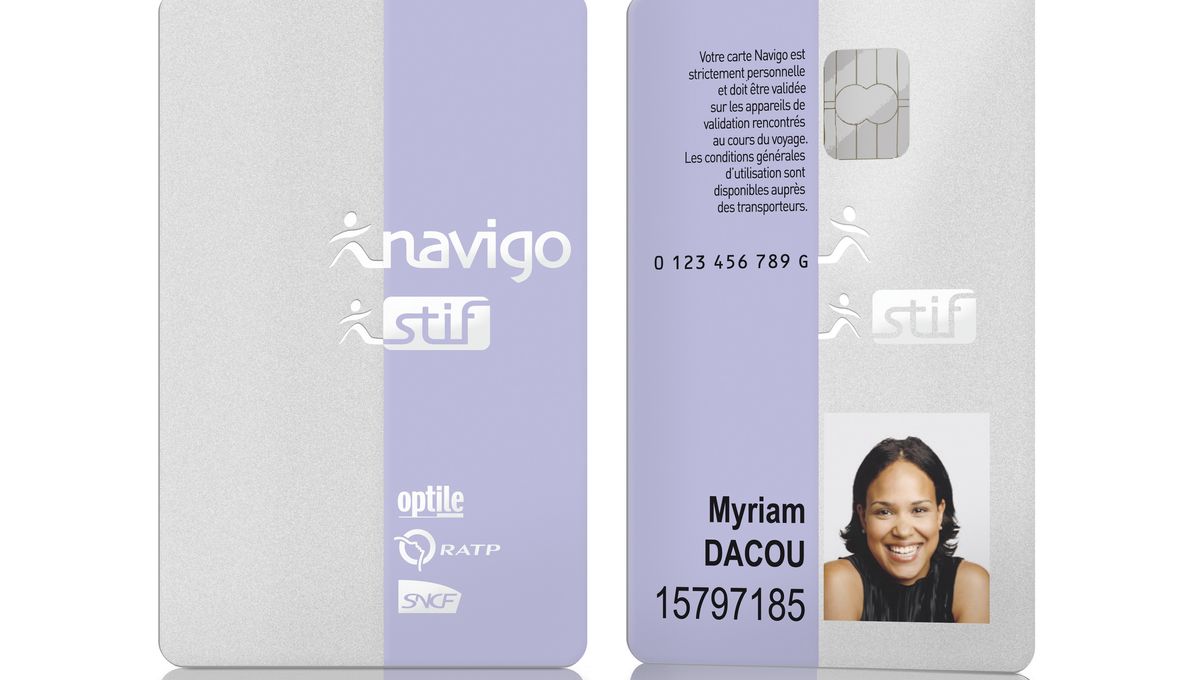 navigo
stif
optile
RATP
SNCF
Votre carte Navigo est
strictement personnelle
et doit être validée
sur les appareils de
validation rencontrés
au cours du voyage.
Les conditions générales
d'utilisation sont
disponibles auprès
des transporteurs.
0 123 456 789 G
stif
Myriam
DACOU
15797185